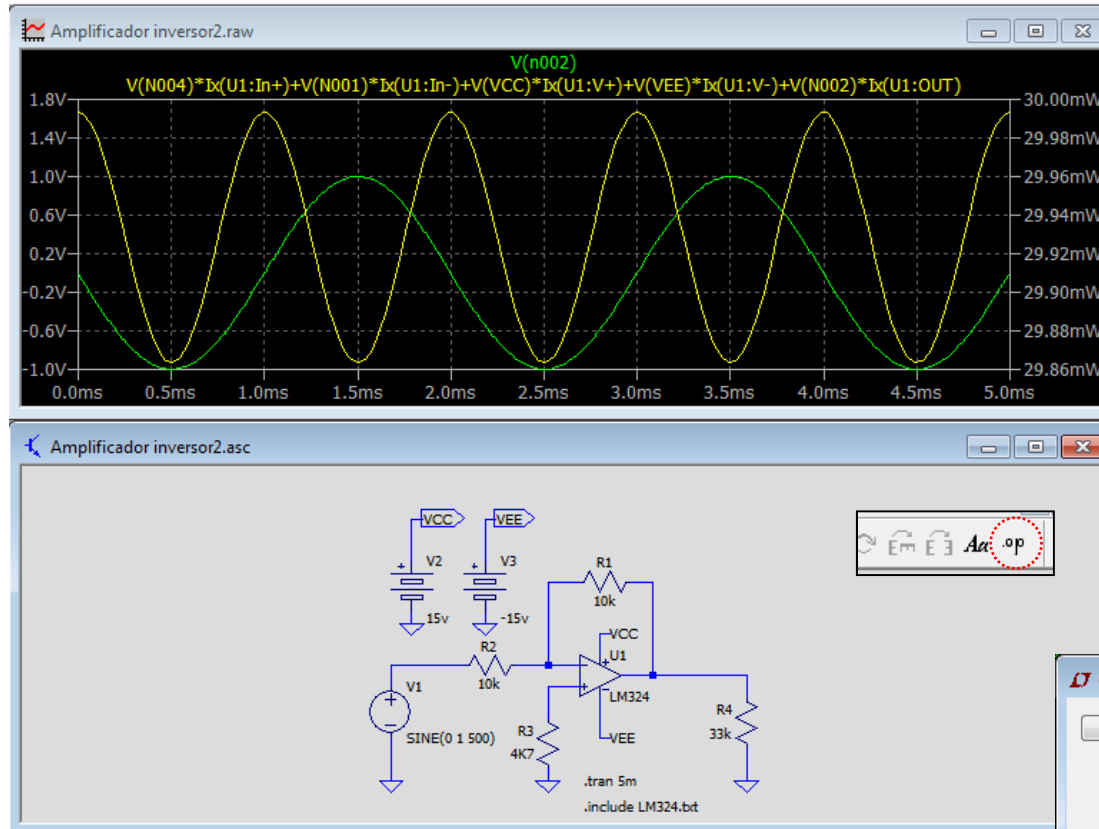 Amplificador inversor2.raw
V(n002)
V(N004)*Ix(U1:In+)+V(N001)*Ix(U1:In-)+V(VCC)*Ix(U1:V+)+V(VEE)*Ix(U1:V-)+V(N002)*Ix(U1:OUT)
1.8V 30.00mW
1.4V 29.98mW
1.0V 29.96mW
0.6V 29.94mW
0.2V 29.92mW
-0.2V 29.90mW
-0.6V 29.88mW
-1.0V 29.86mW
0.0ms 0.5ms 1.0ms 1.5ms 2.0ms 2.5ms 3.0ms 3.5ms 4.0ms 4.5ms 5.0ms
Amplificador inversor2.asc
VCC VEE
Aa .op
V2 V3 R1
15v -15v 10k
VCC
R2 U1
10k LM324
V1 R4
SINE(0 1 500) R3 VEE 33k
4K7
.tran 5m
.include LM324.txt